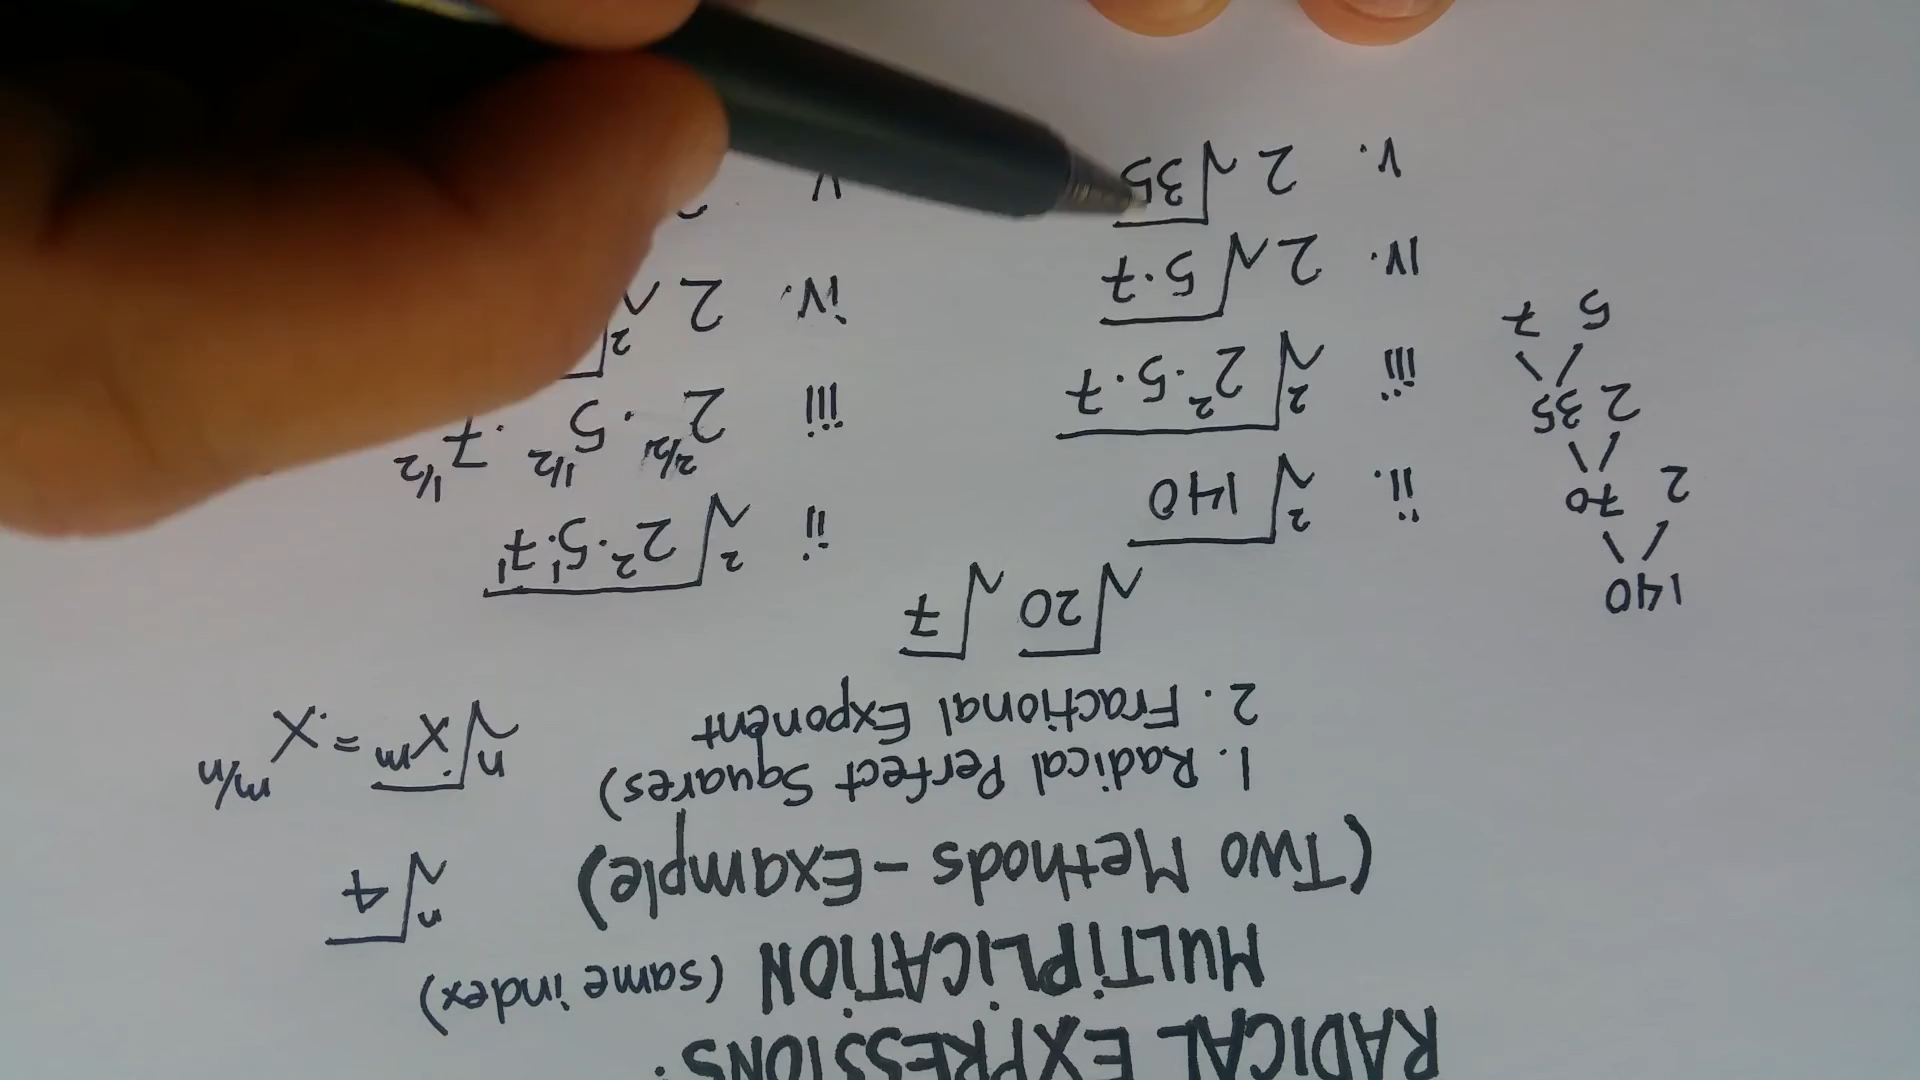 RADICAL EXPRESSIONS:
MULTIPLICATION (same index)
(Two Methods - Example)
ⁿ√4
1. Radical Perfect Squares)
2. Fractional Exponent
ⁿ√xᵐ = x^m/n
√20 √7
140
2 70
2 35
5 7
ii. ²√140
iii ²√2²·5·7
iv. 2√5·7
v. 2√35
ii ²√2²·5¹·7¹
iii 2^2/2 · 5^1/2 · 7^1/2
iv. 2 ²√
v